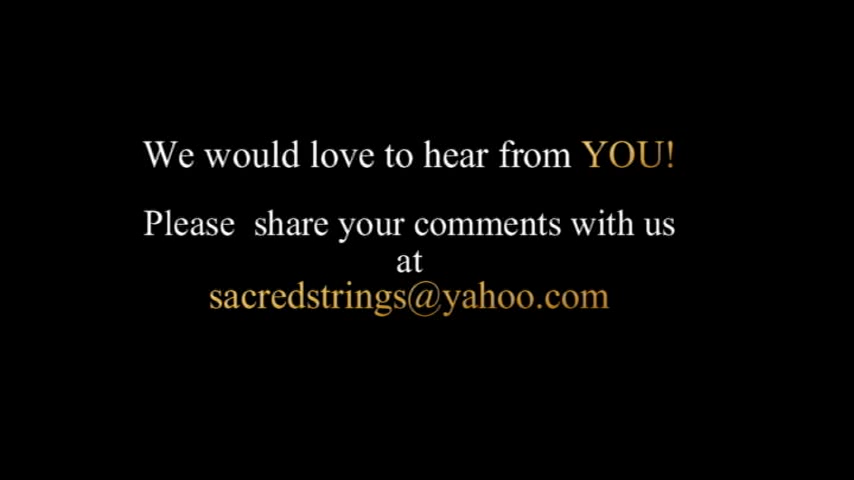 We would love to hear from YOU!
Please  share your comments with us
at
sacredstrings@yahoo.com